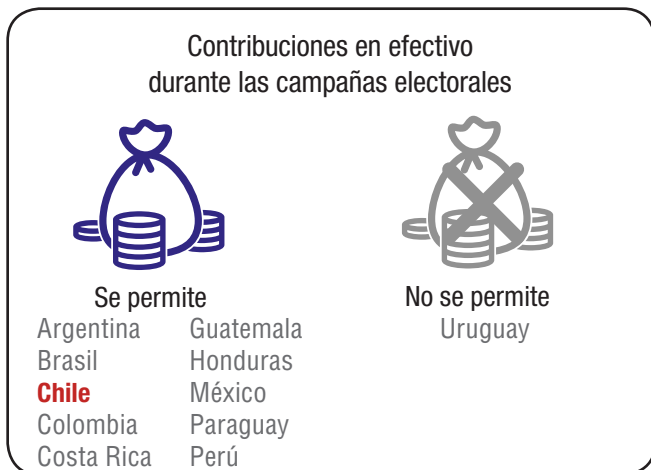 Contribuciones en efectivo
durante las campañas electorales
Se permite
Argentina
Brasil
Chile
Colombia
Costa Rica
Guatemala
Honduras
México
Paraguay
Perú
No se permite
Uruguay